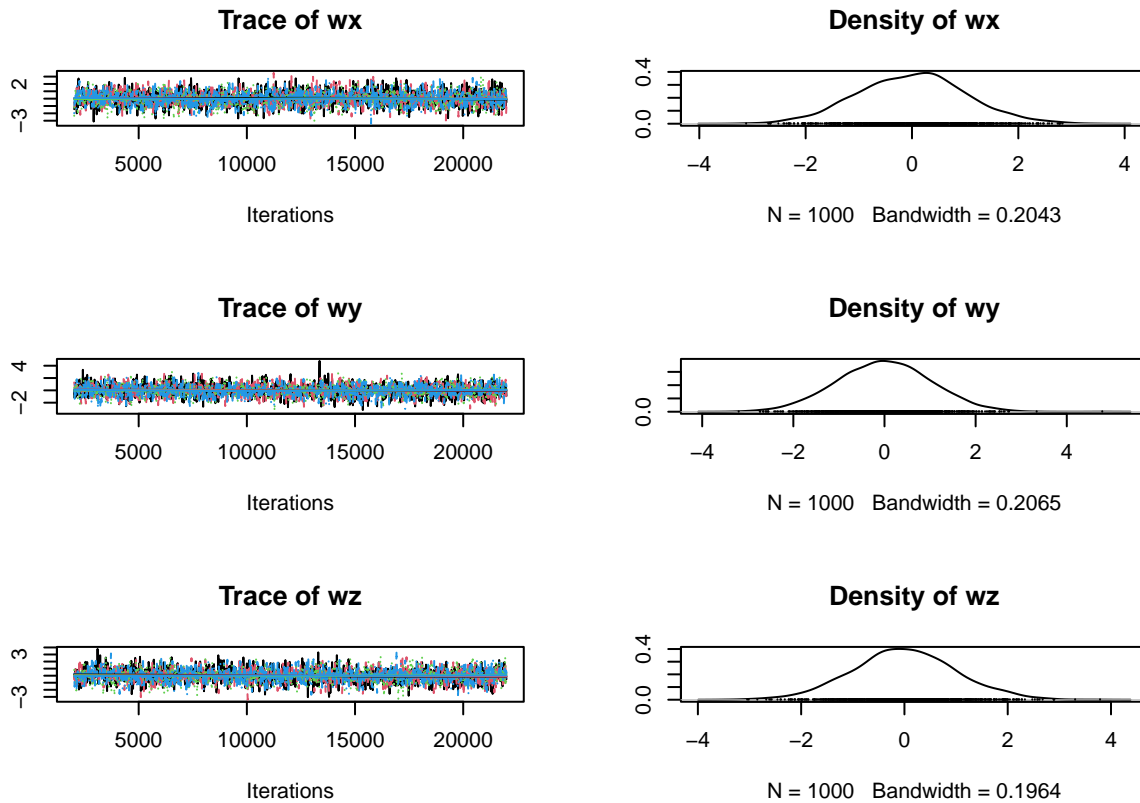 Trace of wx
2
−3
5000 10000 15000 20000
Iterations
Density of wx
0.4
0.0
−4 −2 0 2 4
N = 1000 Bandwidth = 0.2043
Trace of wy
4
−2
5000 10000 15000 20000
Iterations
Density of wy
0.0
−4 −2 0 2 4
N = 1000 Bandwidth = 0.2065
Trace of wz
3
−3
5000 10000 15000 20000
Iterations
Density of wz
0.4
0.0
−4 −2 0 2 4
N = 1000 Bandwidth = 0.1964